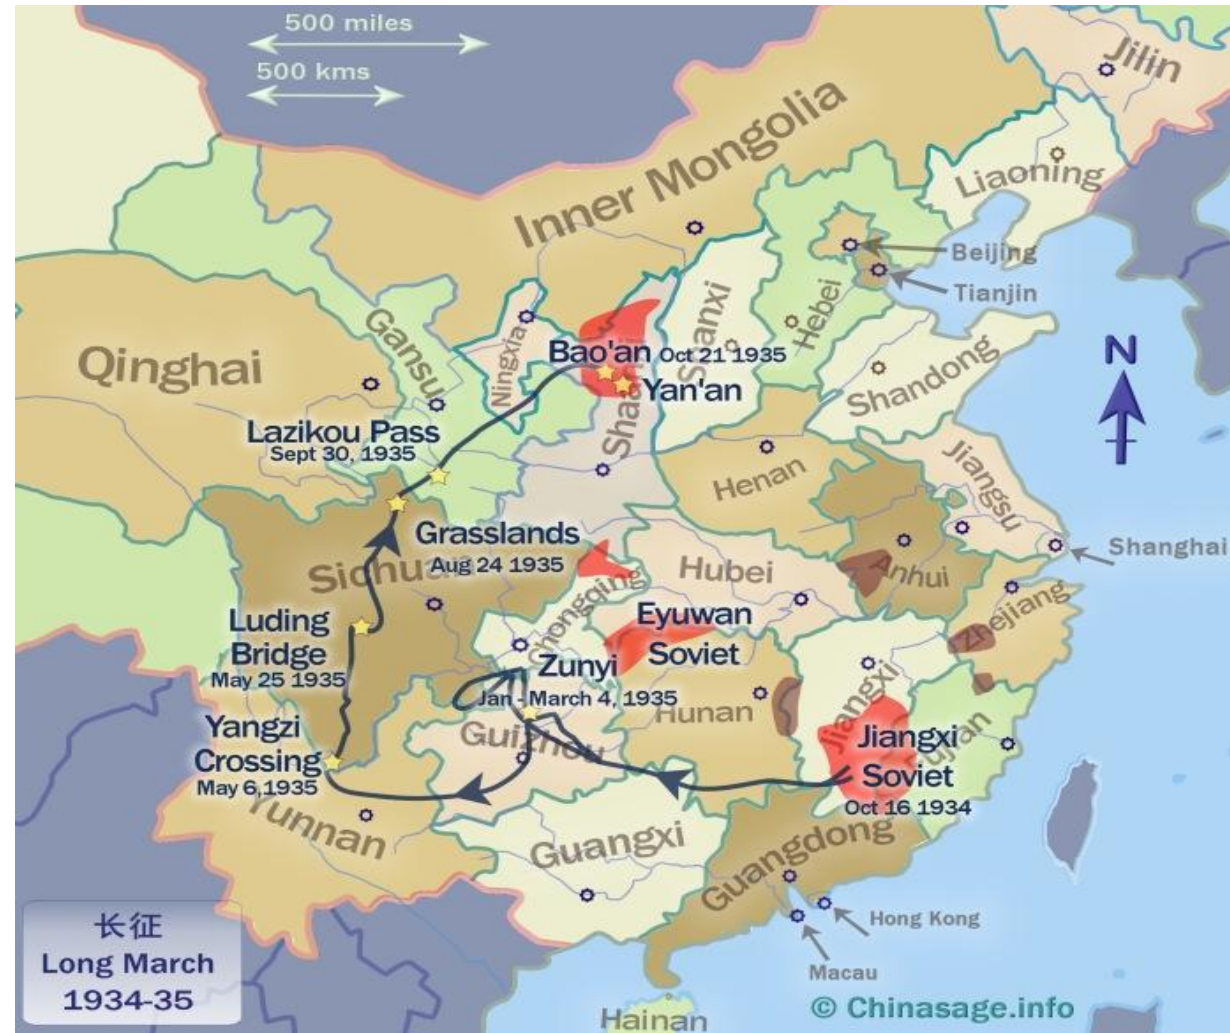 500 miles
500 kms
Jilin
Inner Mongolia
Liaoning
Beijing
Tianjin
Hebei
Shanxi
Gansu
Ningxia
Qinghai
Bao'an Oct 21 1935
Yan'an
Shaanxi
Shandong
N
Lazikou Pass
Sept 30, 1935
Henan
Jiangsu
Grasslands
Aug 24 1935
Sichuan
Shanghai
Hubei
Anhui
Chongqing
Zhejiang
Eyuwan
Soviet
Luding
Bridge
May 25 1935
Zunyi
Jan - March 4, 1935
Hunan
Jiangxi
Guizhou
Fujian
Yangzi
Crossing
May 6,1935
Jiangxi
Soviet
Oct 16 1934
Yunnan
Guangxi
Guangdong
Hong Kong
Macau
长征
Long March
1934-35
© Chinasage.info
Hainan